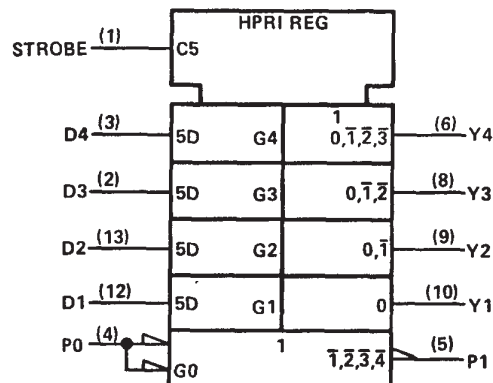 HPRI REG
STROBE (1) C5
1
D4 (3) 5D G4 0,1̅,2̅,3̅ (6) Y4
D3 (2) 5D G3 0,1̅,2̅ (8) Y3
D2 (13) 5D G2 0,1̅ (9) Y2
D1 (12) 5D G1 0 (10) Y1
P0 (4) 1 1̅,2̅,3̅,4̅ (5) P1
G0